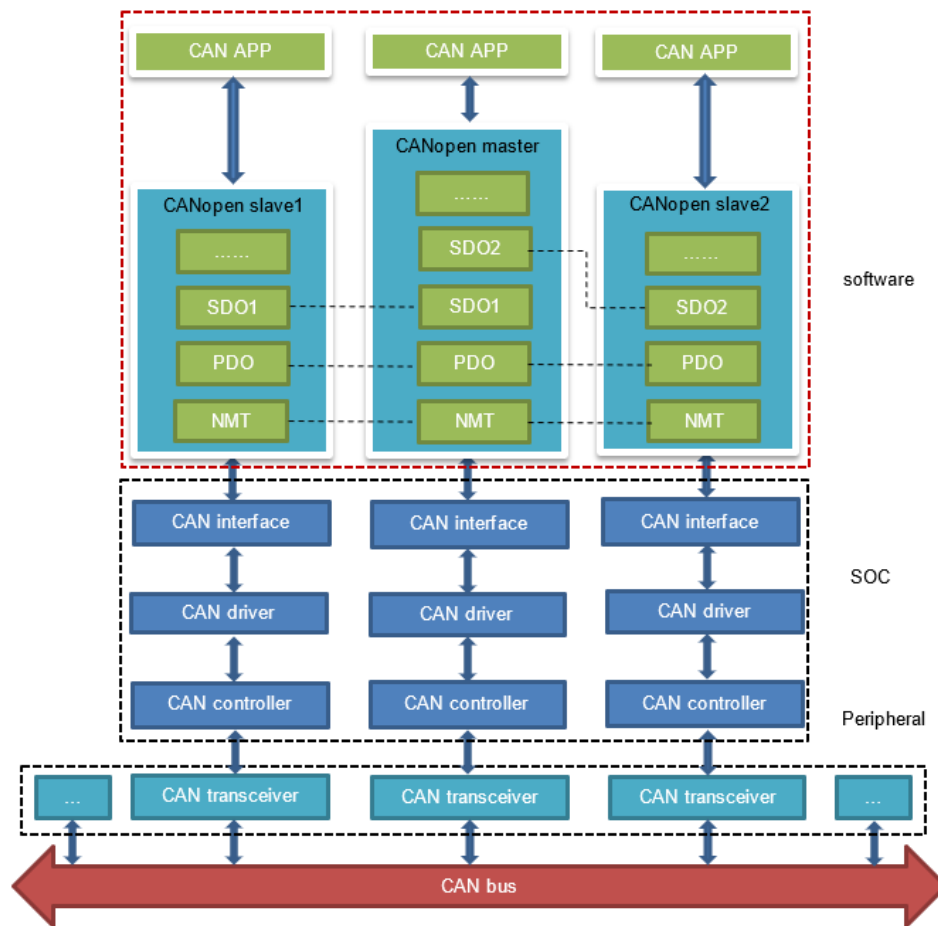 CAN APP
CAN APP
CAN APP
CANopen master
CANopen slave1
CANopen slave2
......
......
......
SDO2
SDO1
SDO1
SDO2
PDO
PDO
PDO
NMT
NMT
NMT
software
CAN interface
CAN interface
CAN interface
SOC
CAN driver
CAN driver
CAN driver
CAN controller
CAN controller
CAN controller
Peripheral
...
CAN transceiver
CAN transceiver
CAN transceiver
...
CAN bus